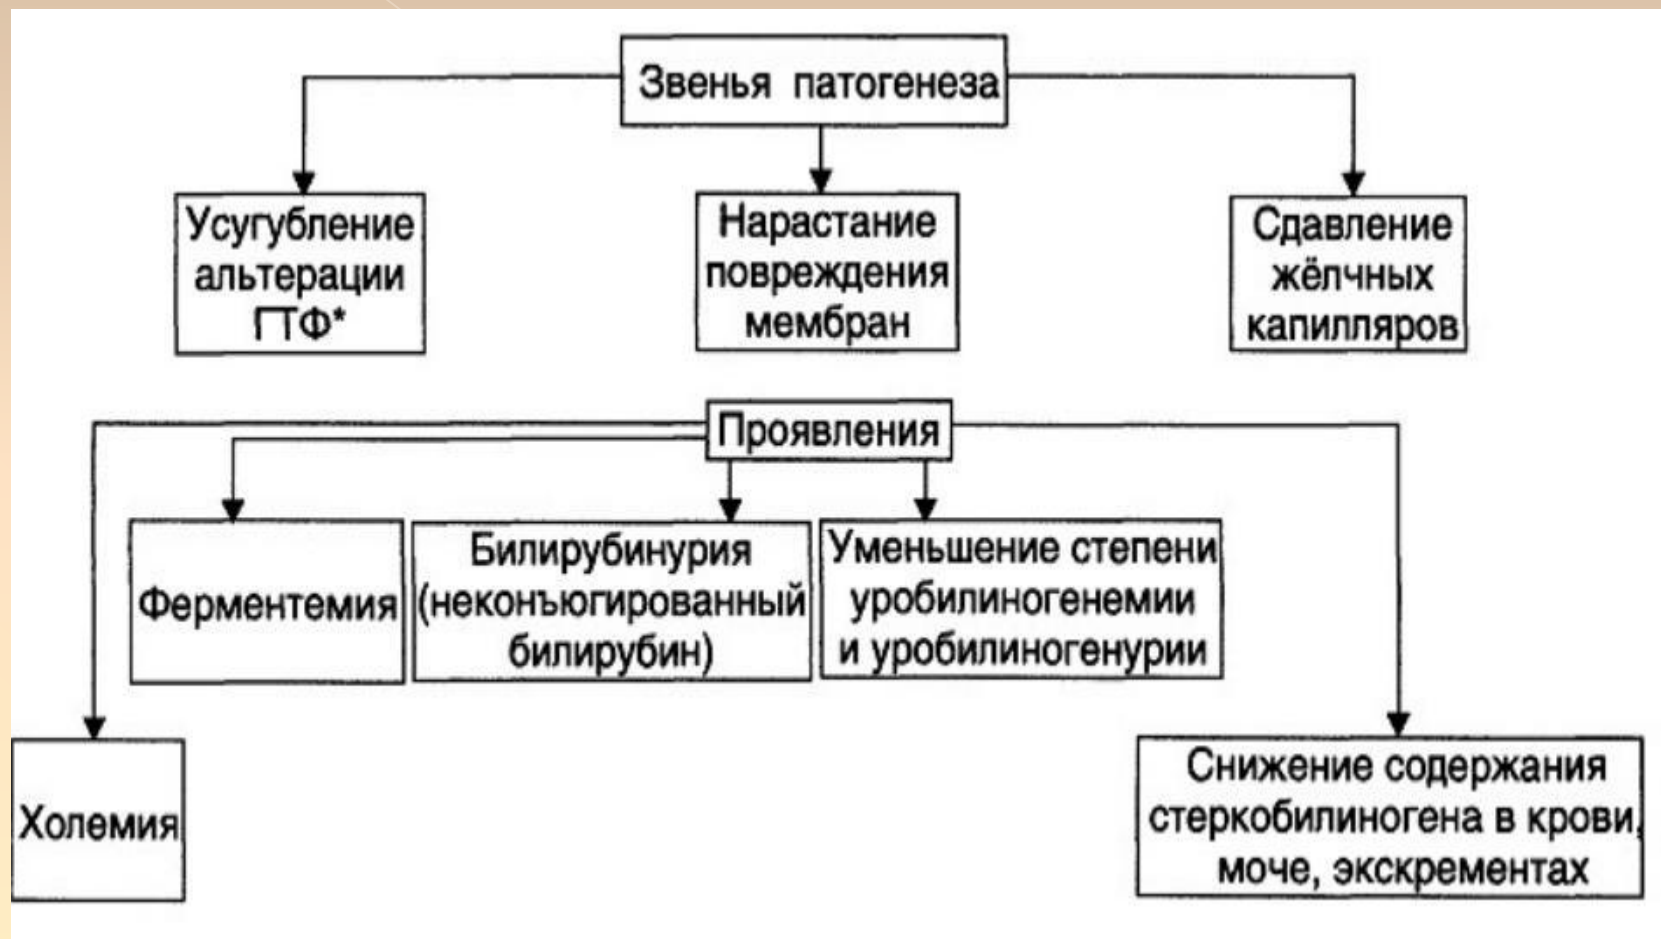 Звенья патогенеза
Усугубление
альтерации
ГТФ*
Нарастание
повреждения
мембран
Сдавление
жёлчных
капилляров
Проявления
Ферментемия
Билирубинурия
(неконъюгированный
билирубин)
Уменьшение степени
уробилиногенемии
и уробилиногенурии
Холемия
Снижение содержания
стеркобилиногена в крови,
моче, экскрементах